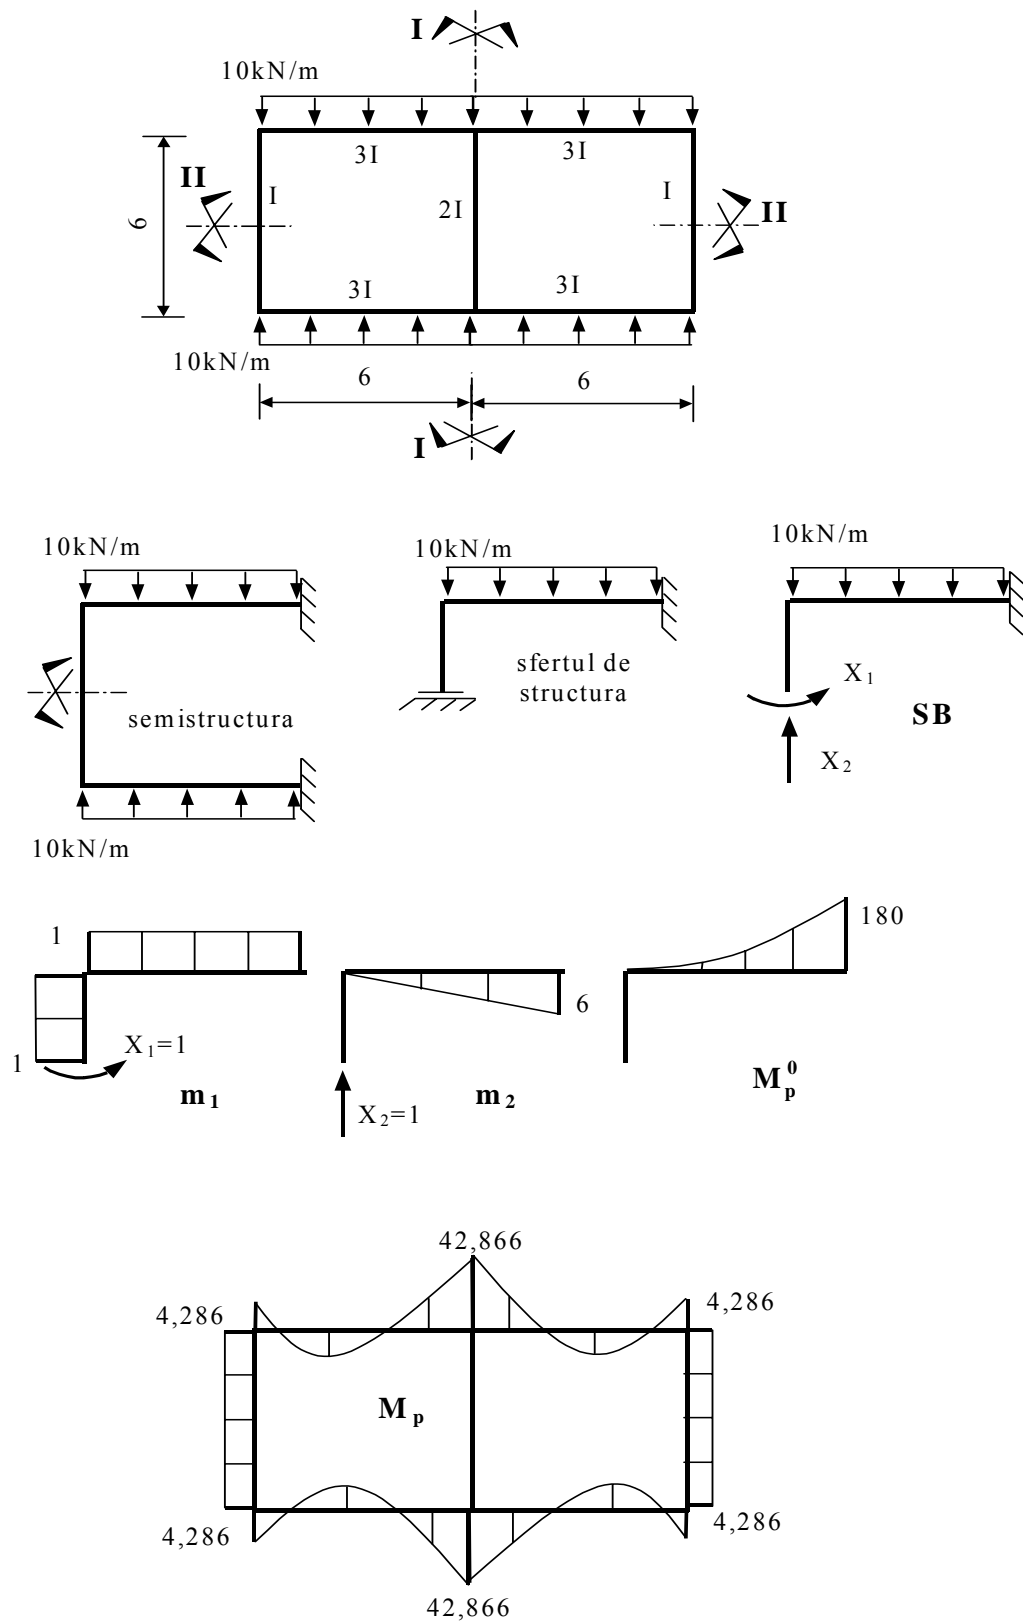 I
10kN/m
3I
3I
II
I
2I
I
II
6
3I
3I
10kN/m
6
6
I
10kN/m
10kN/m
10kN/m
sfertul de
structura
semistructura
X₁
SB
X₂
10kN/m
1
180
6
1
X₁=1
m₁
X₂=1
m₂
M⁰ₚ
42,866
4,286
4,286
Mₚ
4,286
4,286
42,866